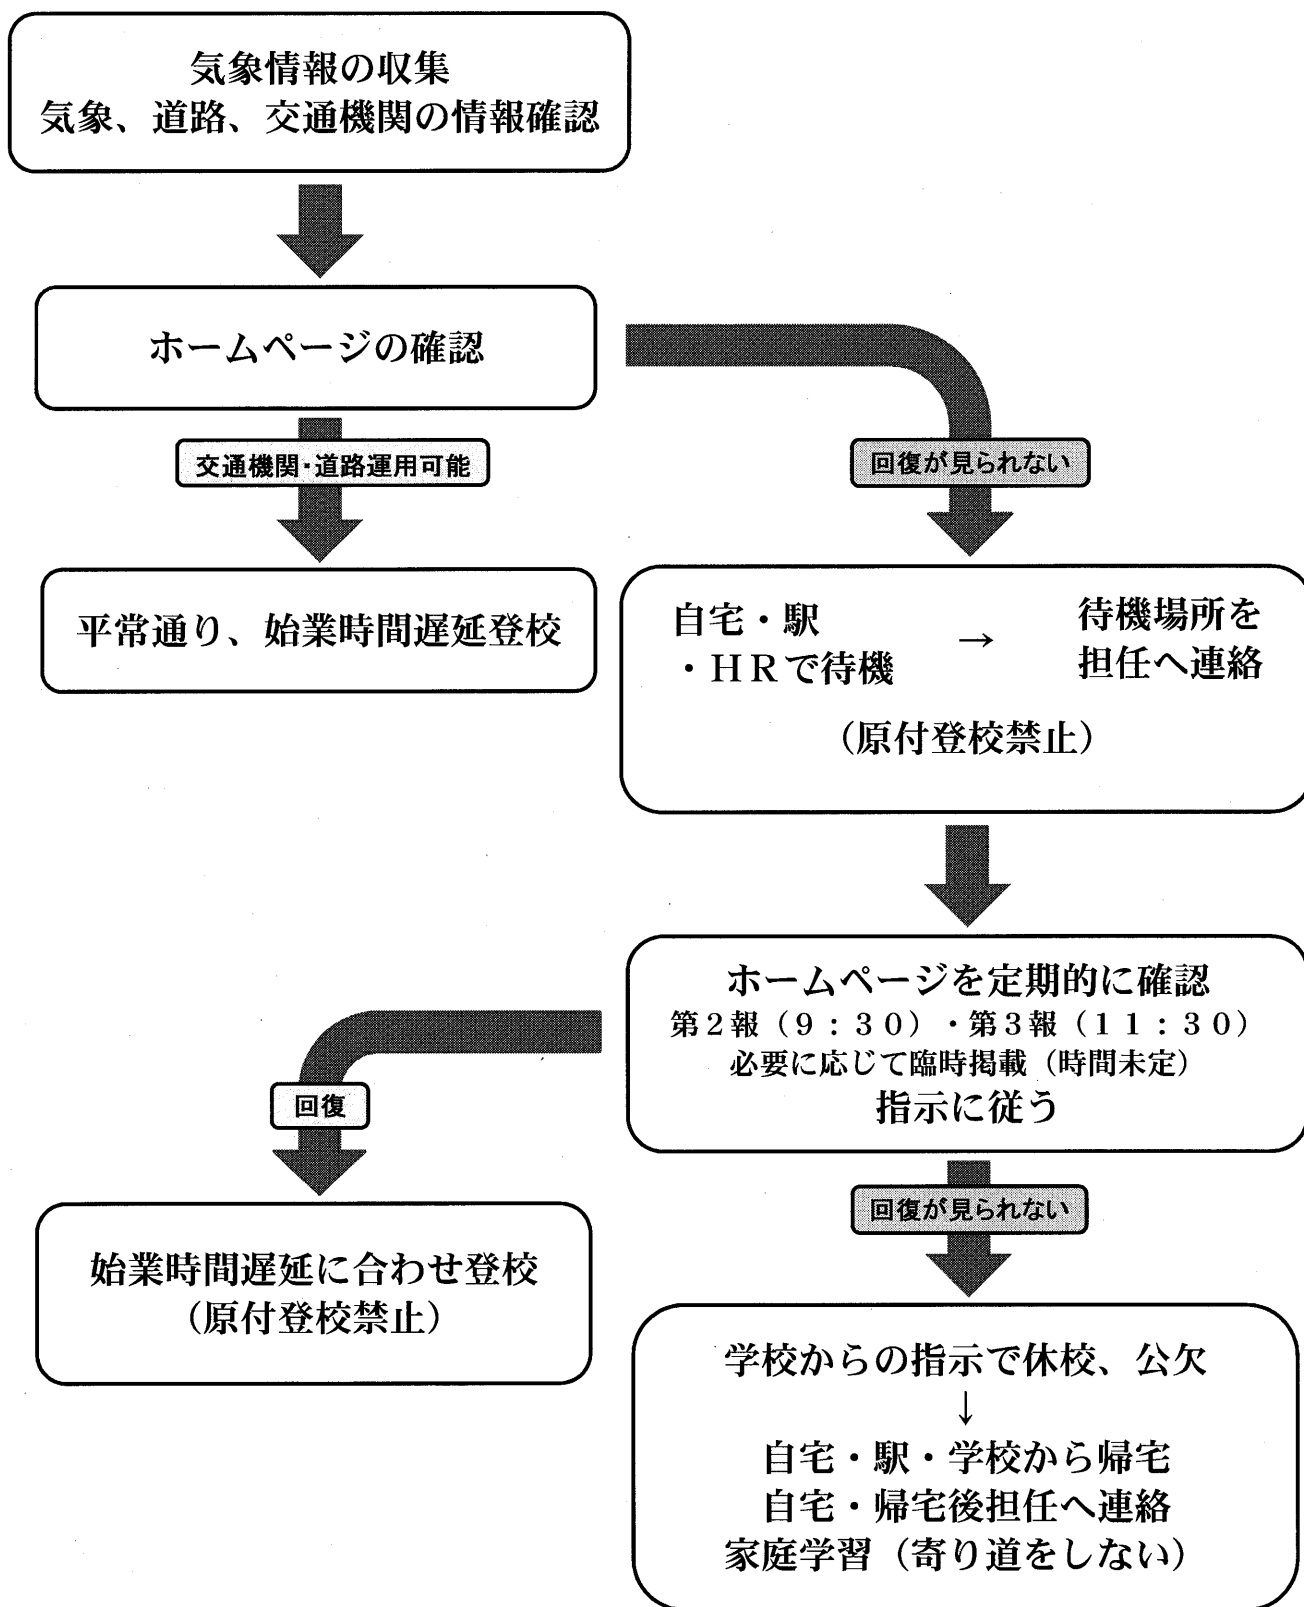 気象情報の収集
気象、道路、交通機関の情報確認
ホームページの確認
交通機関・道路運用可能
回復が見られない
平常通り、始業時間遅延登校
自宅・駅
・HRで待機
→
待機場所を
担任へ連絡
(原付登校禁止)
ホームページを定期的に確認
第2報(9:30)・第3報(11:30)
必要に応じて臨時掲載(時間未定)
指示に従う
回復
回復が見られない
始業時間遅延に合わせ登校
(原付登校禁止)
学校からの指示で休校、公欠
↓
自宅・駅・学校から帰宅
自宅・帰宅後担任へ連絡
家庭学習(寄り道をしない)